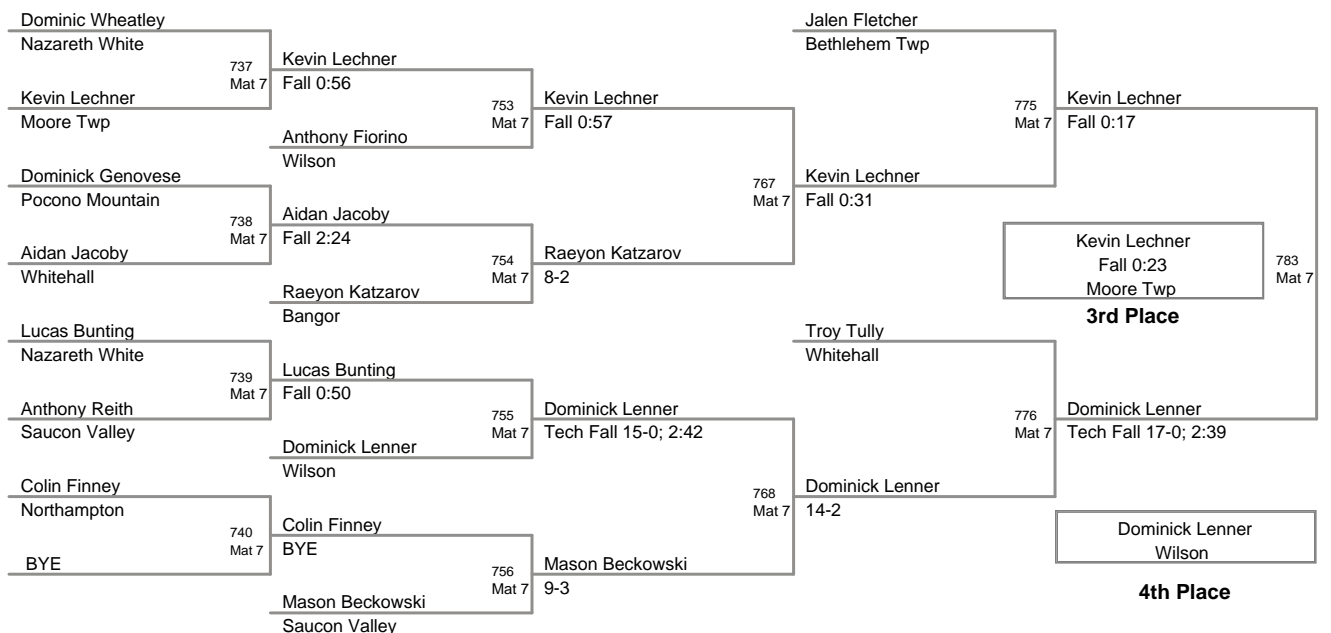 Dominic Wheatley
Nazareth White
737
Mat 7
Kevin Lechner
Moore Twp
Kevin Lechner
Fall 0:56
Anthony Fiorino
Wilson
753
Mat 7
Dominick Genovese
Pocono Mountain
738
Mat 7
Aidan Jacoby
Whitehall
Aidan Jacoby
Fall 2:24
Raeyon Katzarov
Bangor
754
Mat 7
Kevin Lechner
Fall 0:57
Raeyon Katzarov
8-2
767
Mat 7
Lucas Bunting
Nazareth White
739
Mat 7
Anthony Reith
Saucon Valley
Lucas Bunting
Fall 0:50
Dominick Lenner
Wilson
755
Mat 7
Colin Finney
Northampton
740
Mat 7
BYE
Colin Finney
BYE
Mason Beckowski
Saucon Valley
756
Mat 7
Dominick Lenner
Tech Fall 15-0; 2:42
Mason Beckowski
9-3
768
Mat 7
Jalen Fletcher
Bethlehem Twp
Kevin Lechner
Fall 0:31
775
Mat 7
Kevin Lechner
Fall 0:17
Troy Tully
Whitehall
Dominick Lenner
14-2
776
Mat 7
Dominick Lenner
Tech Fall 17-0; 2:39
783
Mat 7
Kevin Lechner
Fall 0:23
Moore Twp
3rd Place
Dominick Lenner
Wilson
4th Place